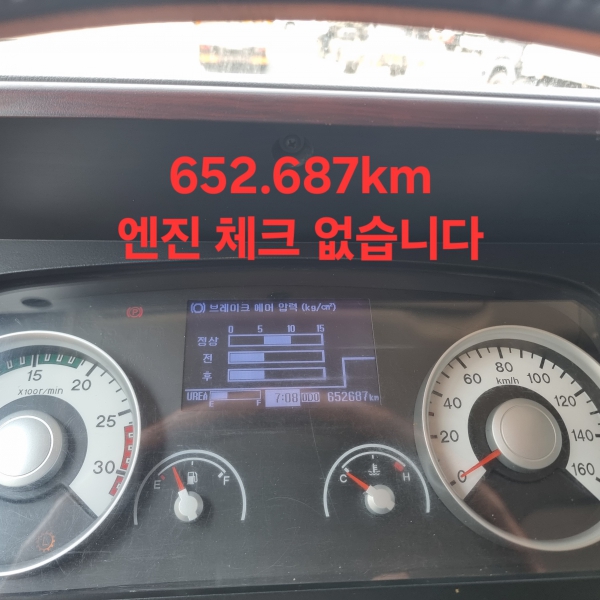 652.687km
엔진 체크 없습니다
브레이크 에어 압력 (kg/㎠)
0 5 10 15
정상
전
후
UREA E F 7:08 ODO 652687km
15 20 25 30
X100r/min
E F
C H
0 20 40 60 80 100 120 140 160
km/h